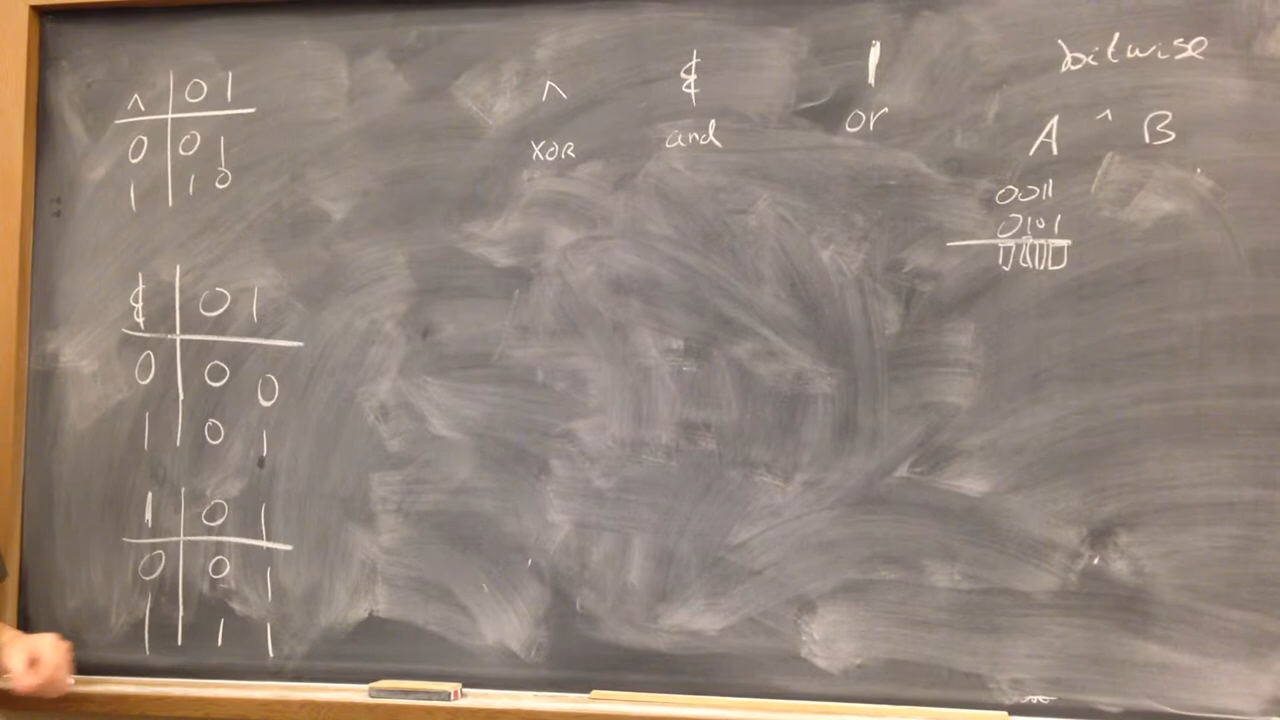 ^ 0 1
0 0 1
1 1 0
& 0 1
0 0 0
1 0 1
| 0 1
0 0 1
1 1 1
^ & |
XOR and or
bitwise
A ^ B
0011
0101